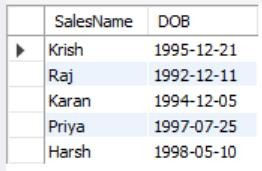 SalesName DOB
Krish 1995-12-21
Raj 1992-12-11
Karan 1994-12-05
Priya 1997-07-25
Harsh 1998-05-10